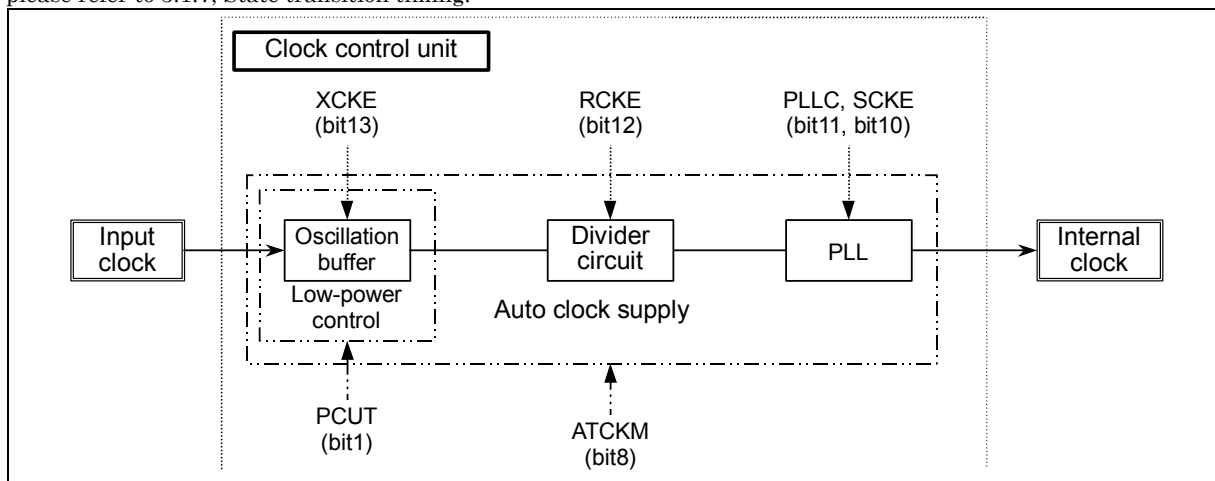 please refer to 3.1.7, State transition timing.
Clock control unit
XCKE
(bit13)
RCKE
(bit12)
PLLC, SCKE
(bit11, bit10)
Input
clock
Oscillation
buffer
Divider
circuit
PLL
Internal
clock
Low-power
control
Auto clock supply
PCUT
(bit1)
ATCKM
(bit8)